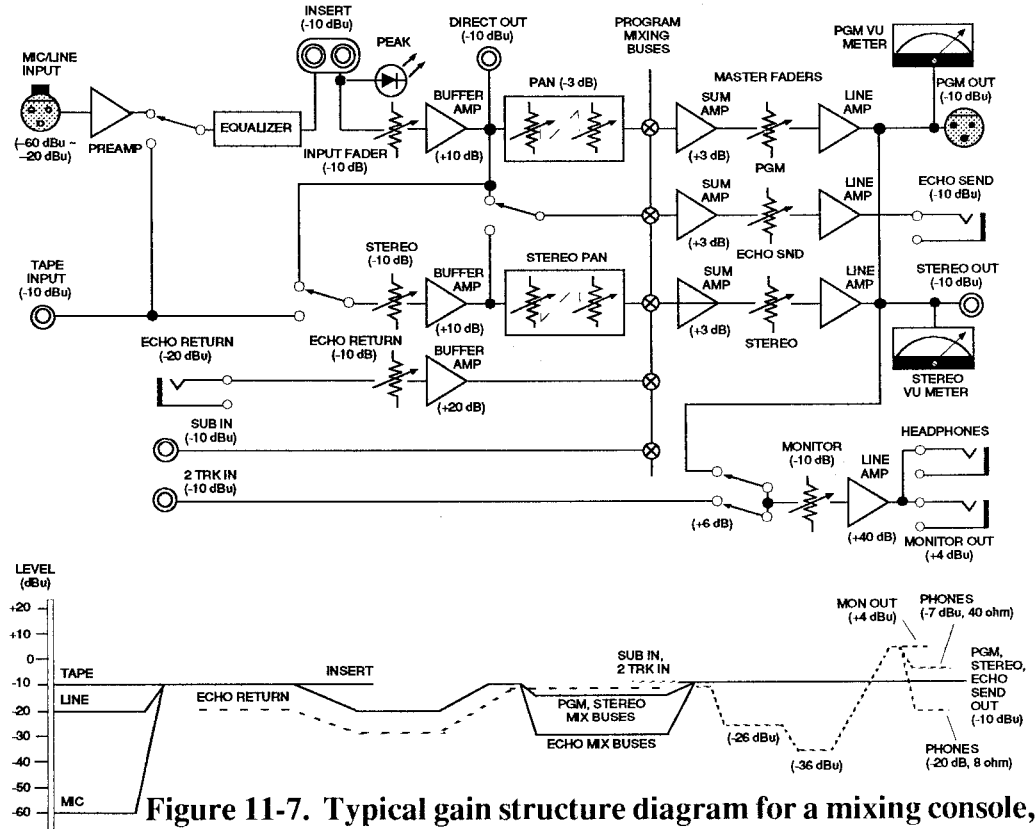 INSERT
(-10 dBu)
DIRECT OUT
(-10 dBu)
PROGRAM
MIXING
BUSES
PGM VU
METER
MIC/LINE
INPUT
PEAK
PAN (-3 dB)
MASTER FADERS
PGM OUT
(-10 dBu)
BUFFER
AMP
SUM
AMP
LINE
AMP
EQUALIZER
PREAMP
(-60 dBu ~
-20 dBu)
INPUT FADER
(-10 dB)
(+10 dB)
(+3 dB)
PGM
SUM
AMP
LINE
AMP
ECHO SEND
(-10 dBu)
(+3 dB)
ECHO SND
TAPE
INPUT
(-10 dBu)
STEREO
(-10 dB)
BUFFER
AMP
STEREO PAN
SUM
AMP
LINE
AMP
STEREO OUT
(-10 dBu)
(+10 dB)
(+3 dB)
STEREO
ECHO RETURN
(-20 dBu)
ECHO RETURN
(-10 dB)
BUFFER
AMP
(+20 dB)
STEREO
VU METER
SUB IN
(-10 dBu)
2 TRK IN
(-10 dBu)
MONITOR
(-10 dB)
LINE
AMP
HEADPHONES
(+6 dB)
(+40 dB)
MONITOR OUT
(+4 dBu)
LEVEL
(dBu)
+20
+10
0
-10
-20
-30
-40
-50
-60
TAPE
LINE
MIC
INSERT
ECHO RETURN
SUB IN,
2 TRK IN
PGM, STEREO
MIX BUSES
ECHO MIX BUSES
(-26 dBu)
(-36 dBu)
MON OUT
(+4 dBu)
PHONES
(-7 dBu, 40 ohm)
PGM,
STEREO,
ECHO
SEND
OUT
(-10 dBu)
PHONES
(-20 dB, 8 ohm)
Figure 11-7. Typical gain structure diagram for a mixing console,